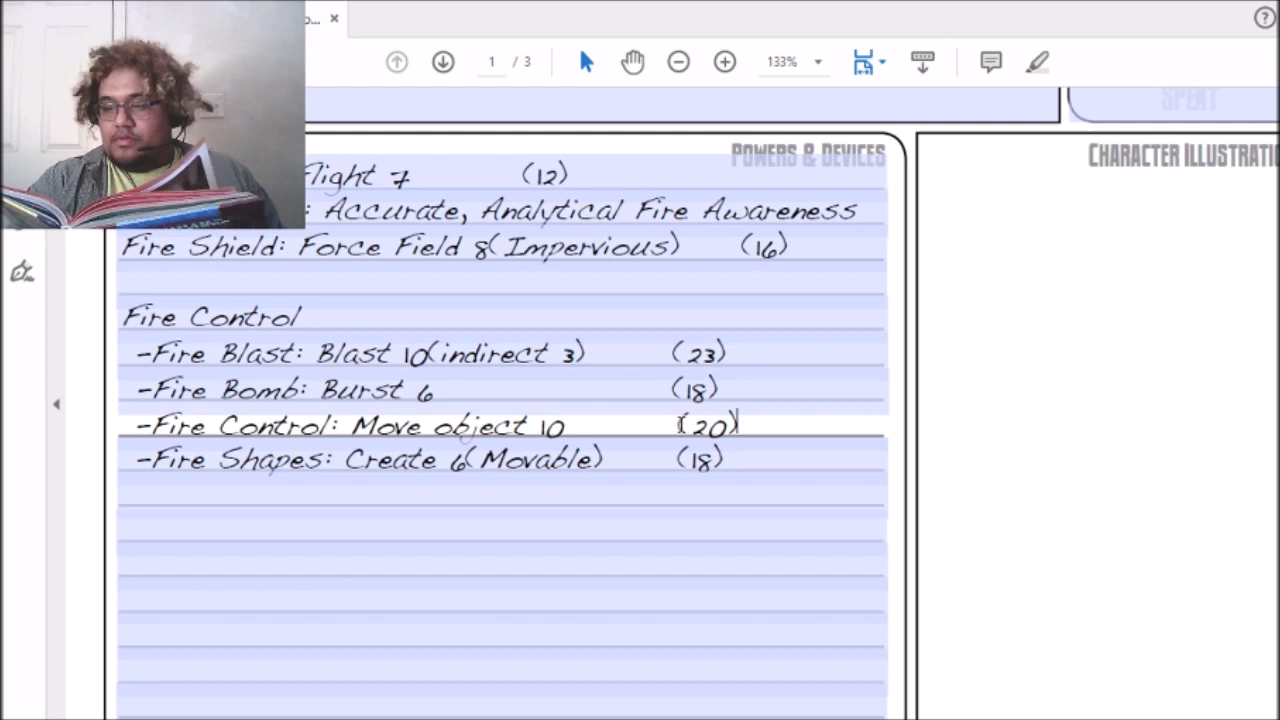 o...
1 / 3
133%
SPENT
POWERS & DEVICES
CHARACTER ILLUSTRATI
Flight 7 (12)
: Accurate, Analytical Fire Awareness
Fire Shield: Force Field 8(Impervious) (16)
Fire Control
-Fire Blast: Blast 10(indirect 3) (23)
-Fire Bomb: Burst 6 (18)
-Fire Control: Move object 10 (20)
-Fire Shapes: Create 6(Movable) (18)